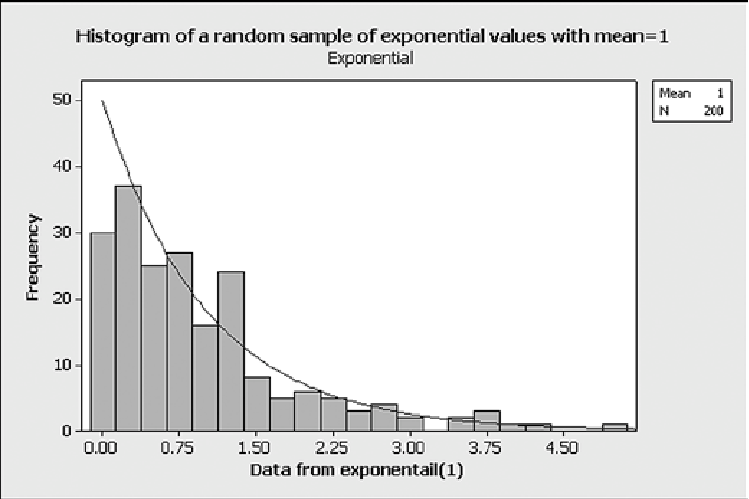 Histogram of a random sample of exponential values with mean=1
Exponential
Mean 1
N 200
50
40
30
20
10
0
Frequency
0.00 0.75 1.50 2.25 3.00 3.75 4.50
Data from exponentail(1)